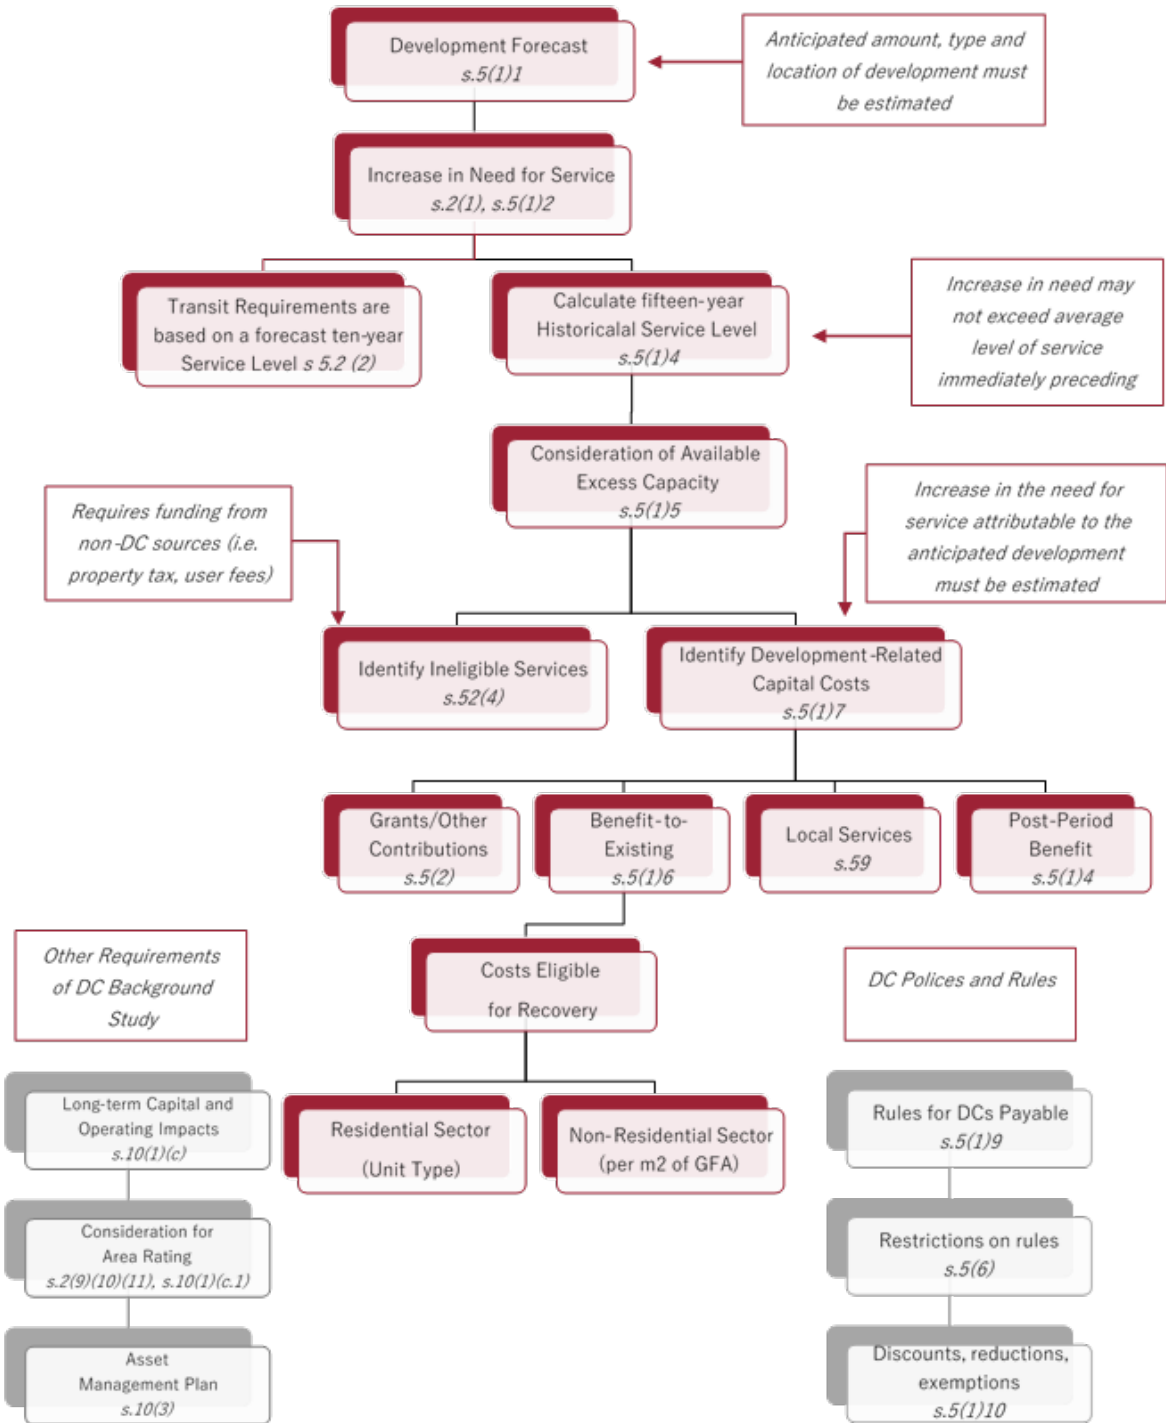 Development Forecast
s.5(1)1
Anticipated amount, type and
location of development must
be estimated
Increase in Need for Service
s.2(1), s.5(1)2
Transit Requirements are
based on a forecast ten-year
Service Level s 5.2 (2)
Calculate fifteen-year
Historicalal Service Level
s.5(1)4
Increase in need may
not exceed average
level of service
immediately preceding
Consideration of Available
Excess Capacity
s.5(1)5
Requires funding from
non-DC sources (i.e.
property tax, user fees)
Increase in the need for
service attributable to the
anticipated development
must be estimated
Identify Ineligible Services
s.52(4)
Identify Development-Related
Capital Costs
s.5(1)7
Grants/Other
Contributions
s.5(2)
Benefit-to-
Existing
s.5(1)6
Local Services
s.59
Post-Period
Benefit
s.5(1)4
Other Requirements
of DC Background
Study
Costs Eligible
for Recovery
DC Polices and Rules
Long-term Capital and
Operating Impacts
s.10(1)(c)
Residential Sector
(Unit Type)
Non-Residential Sector
(per m2 of GFA)
Rules for DCs Payable
s.5(1)9
Consideration for
Area Rating
s.2(9)(10)(11), s.10(1)(c.1)
Restrictions on rules
s.5(6)
Asset
Management Plan
s.10(3)
Discounts, reductions,
exemptions
s.5(1)10